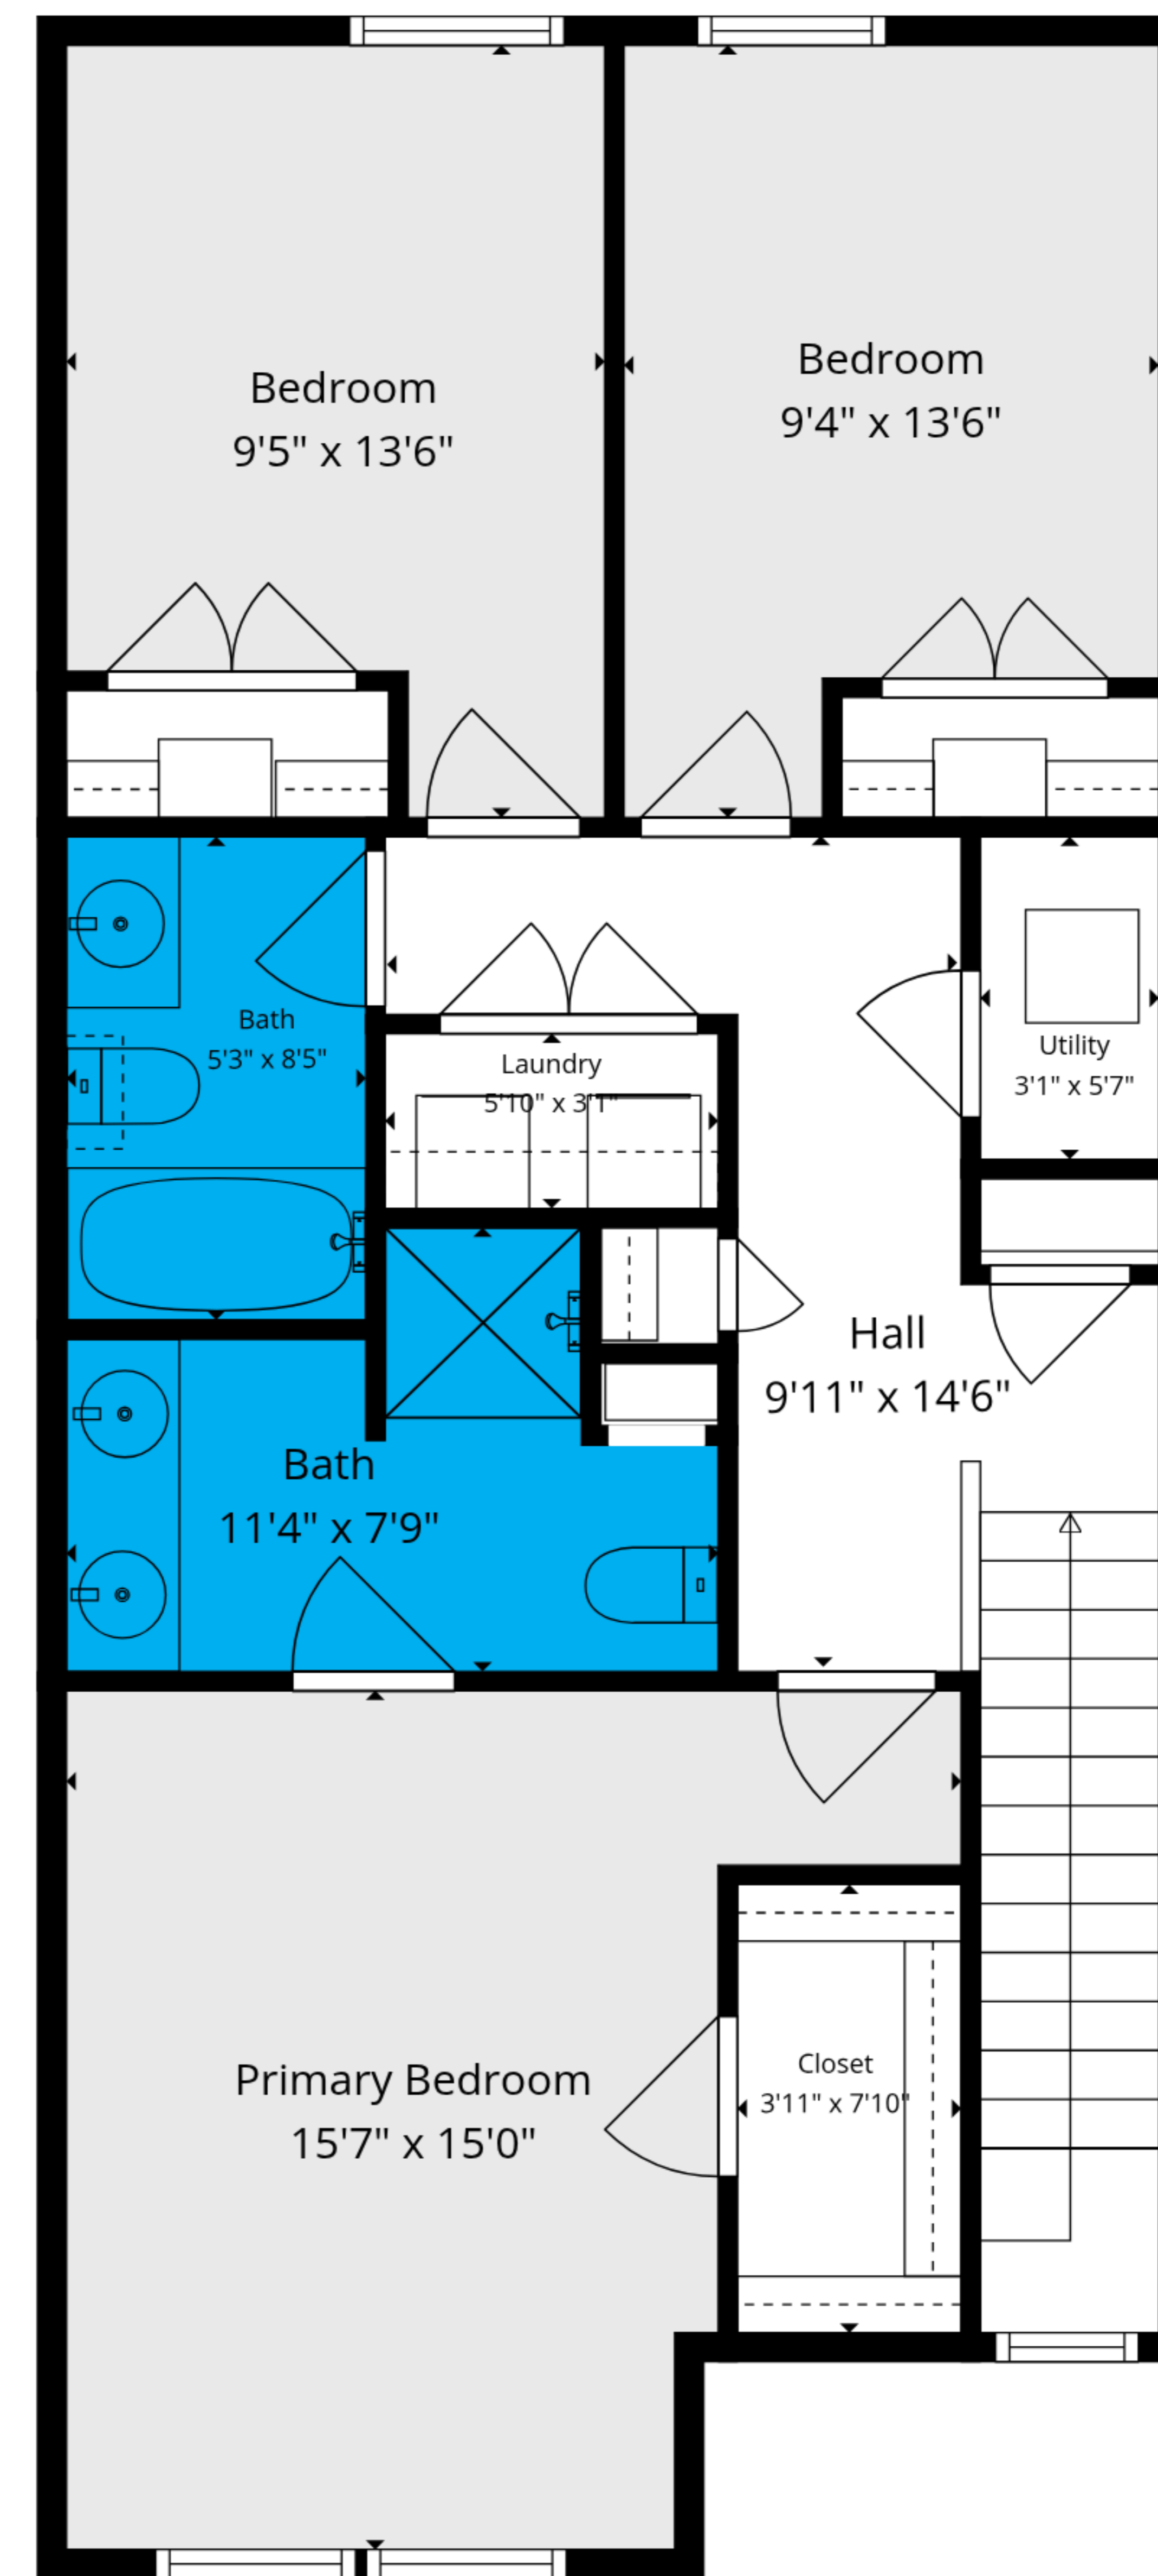 Bedroom
9'5" x 13'6"
Bedroom
9'4" x 13'6"
Bath
5'3" x 8'5"
Laundry
5'10" x 3'1"
Utility
3'1" x 5'7"
Hall
9'11" x 14'6"
Bath
11'4" x 7'9"
Primary Bedroom
15'7" x 15'0"
Closet
3'11" x 7'10"